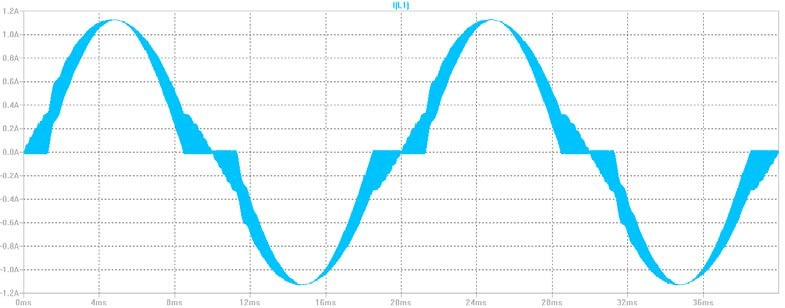 I(L1)
1.2A
1.0A
0.8A
0.6A
0.4A
0.2A
0.0A
-0.2A
-0.4A
-0.6A
-0.8A
-1.0A
-1.2A
0ms 4ms 8ms 12ms 16ms 20ms 24ms 28ms 32ms 36ms